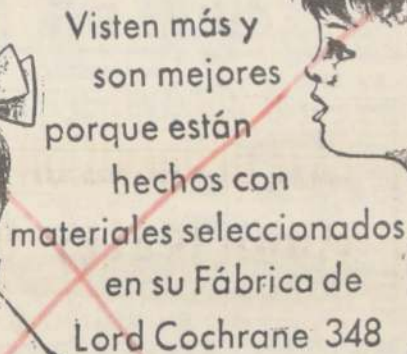 Visten más y
son mejores
porque están
hechos con
materiales seleccionados
en su Fábrica de
Lord Cochrane 348